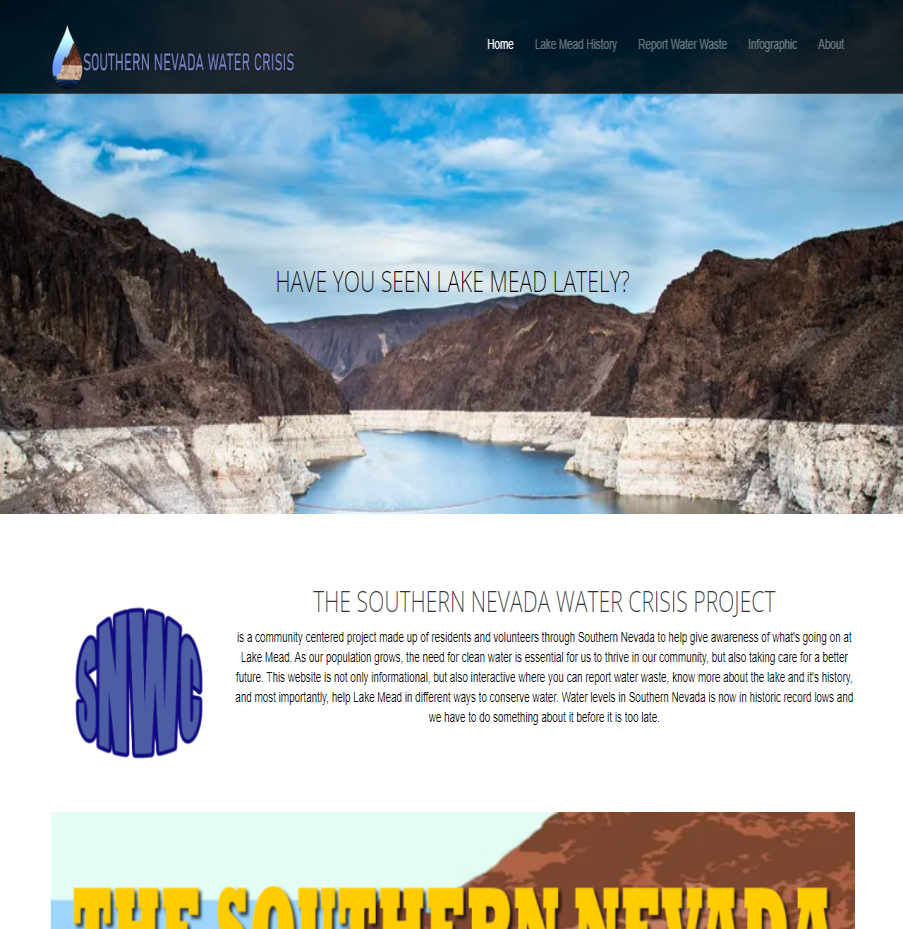 SOUTHERN NEVADA WATER CRISIS
Home Lake Mead History Report Water Waste Infographic About
HAVE YOU SEEN LAKE MEAD LATELY?
THE SOUTHERN NEVADA WATER CRISIS PROJECT
SNWC
is a community centered project made up of residents and volunteers through Southern Nevada to help give awareness of what's going on at
Lake Mead. As our population grows, the need for clean water is essential for us to thrive in our community, but also taking care for a better
future. This website is not only informational, but also interactive where you can report water waste, know more about the lake and it's history,
and most importantly, help Lake Mead in different ways to conserve water. Water levels in Southern Nevada is now in historic record lows and
we have to do something about it before it is too late.
THE SOUTHERN NEVADA